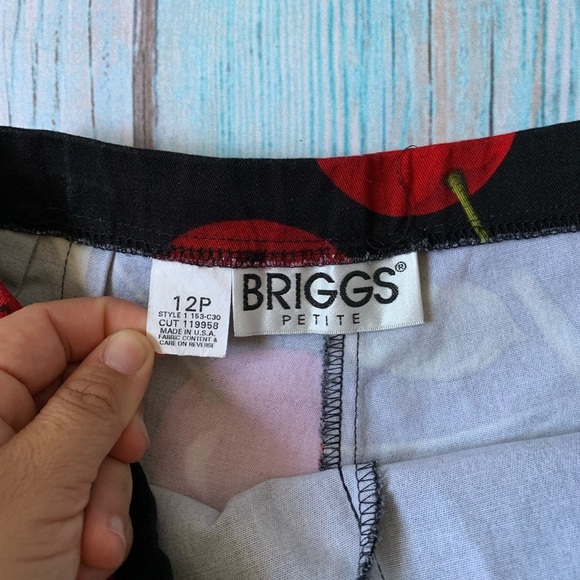 12P
STYLE 1 153-C30
CUT 119958
MADE IN U.S.A.
FABRIC CONTENT &
CARE ON REVERSE
BRIGGS®
PETITE